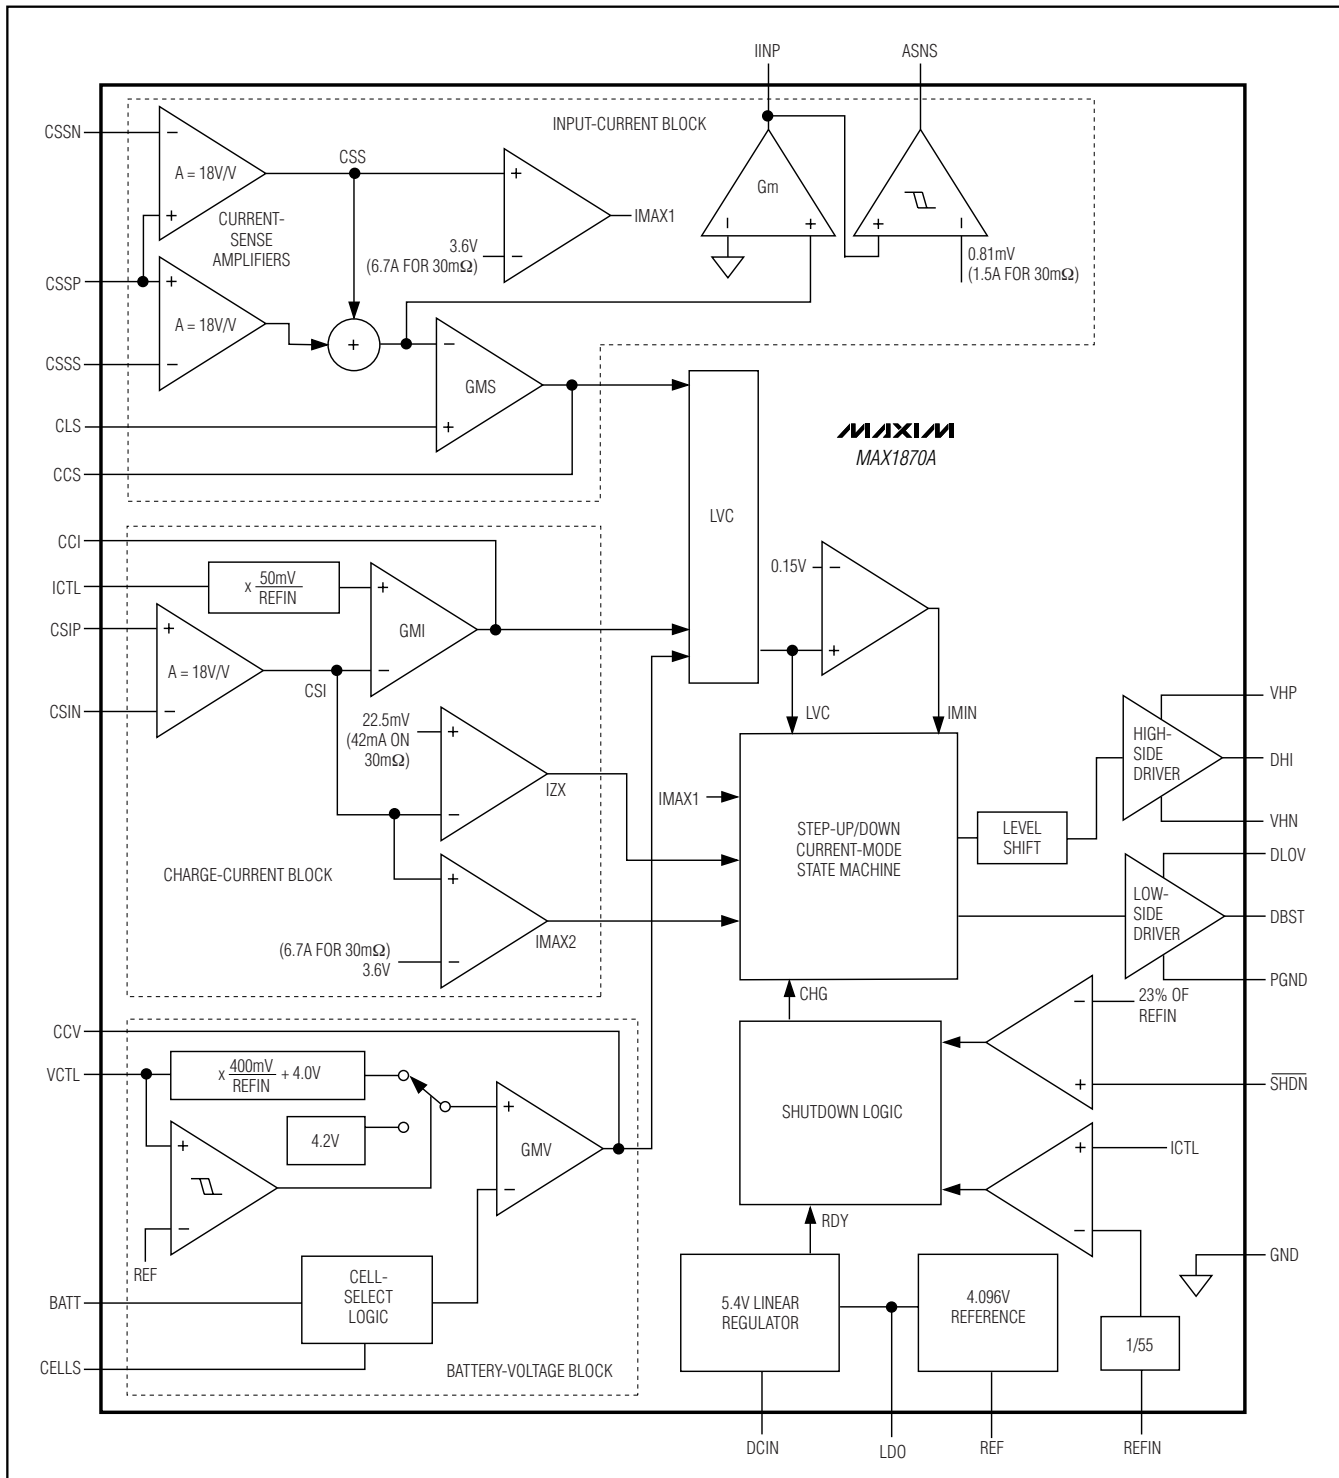 IINP
ASNS
INPUT-CURRENT BLOCK
CSSN
−
A = 18V/V
+
CSS
+
−
IMAX1
3.6V
(6.7A FOR 30mΩ)
CURRENT-
SENSE
AMPLIFIERS
Gm
−
+
+
−
0.81mV
(1.5A FOR 30mΩ)
CSSP
+
A = 18V/V
−
CSSS
+
−
GMS
+
CLS
CCS
LVC
MAXIM
MAX1870A
CCI
ICTL
x 50mV
REFIN
+
GMI
−
CSIP
+
A = 18V/V
−
CSIN
CSI
0.15V
−
+
LVC
IMIN
22.5mV
(42mA ON
30mΩ)
+
−
IZX
IMAX1
STEP-UP/DOWN
CURRENT-MODE
STATE MACHINE
LEVEL
SHIFT
HIGH-
SIDE
DRIVER
VHP
DHI
VHN
DLOV
LOW-
SIDE
DRIVER
DBST
PGND
CHARGE-CURRENT BLOCK
+
−
IMAX2
(6.7A FOR 30mΩ)
3.6V
CHG
−
23% OF
REFIN
+
SHDN
CCV
VCTL
x 400mV + 4.0V
REFIN
4.2V
+
−
REF
+
GMV
−
SHUTDOWN LOGIC
+
ICTL
−
RDY
BATT
CELL-
SELECT
LOGIC
CELLS
BATTERY-VOLTAGE BLOCK
5.4V LINEAR
REGULATOR
4.096V
REFERENCE
1/55
GND
DCIN
LDO
REF
REFIN